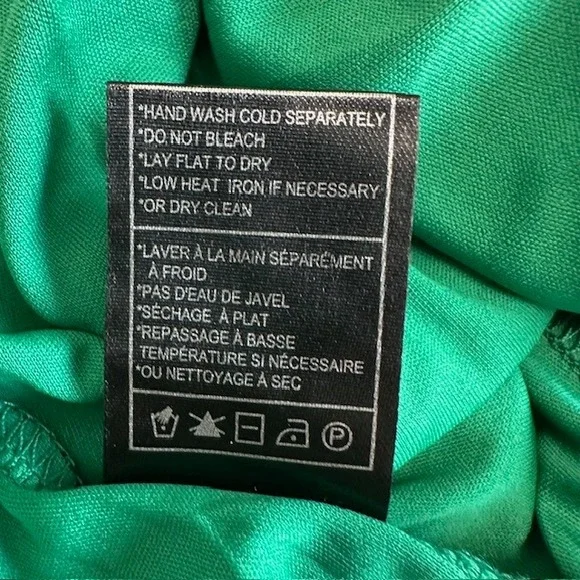 *HAND WASH COLD SEPARATELY
*DO NOT BLEACH
*LAY FLAT TO DRY
*LOW HEAT IRON IF NECESSARY
*OR DRY CLEAN
*LAVER À LA MAIN SÉPARÉMENT
À FROID
*PAS D'EAU DE JAVEL
*SÉCHAGE À PLAT
*REPASSAGE À BASSE
TEMPÉRATURE SI NÉCESSAIRE
*OU NETTOYAGE À SEC
P